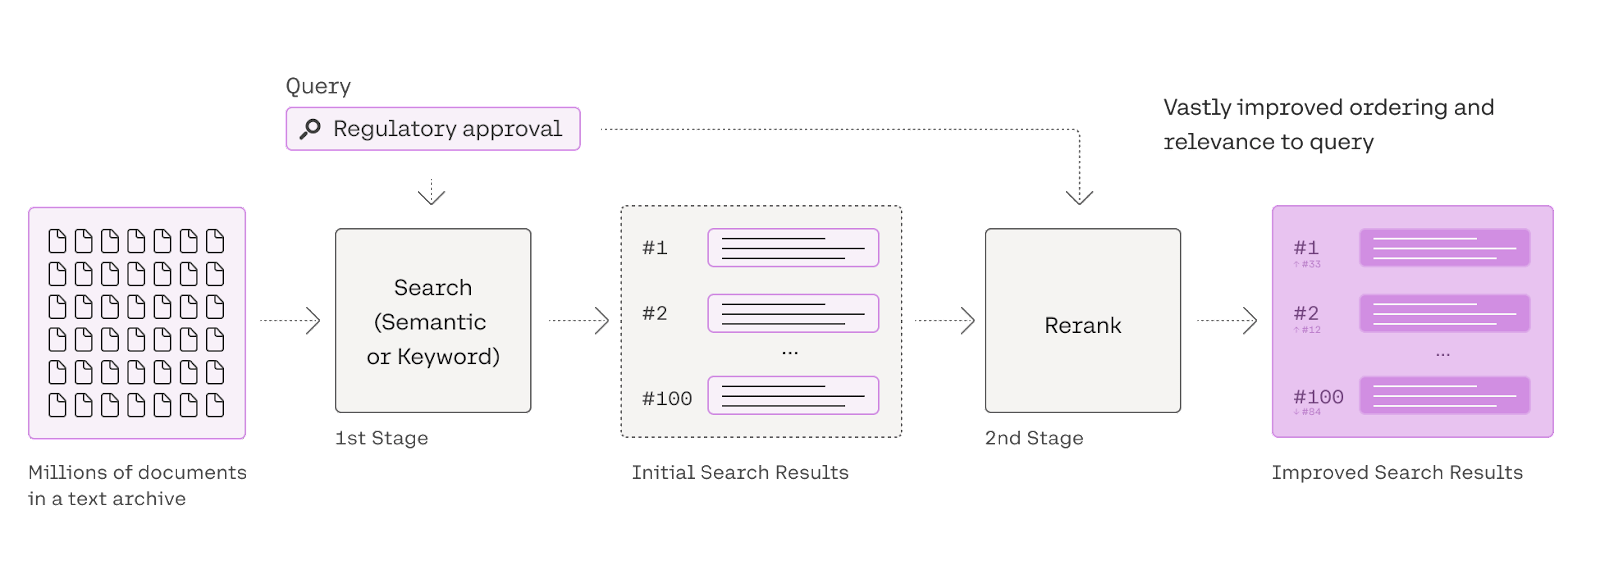 Query
Regulatory approval
Vastly improved ordering and
relevance to query
Search
(Semantic
or Keyword)
1st Stage
#1
#2
...
#100
Rerank
2nd Stage
#1
↑ #33
#2
↑ #12
...
#100
↓ #84
Millions of documents
in a text archive
Initial Search Results
Improved Search Results